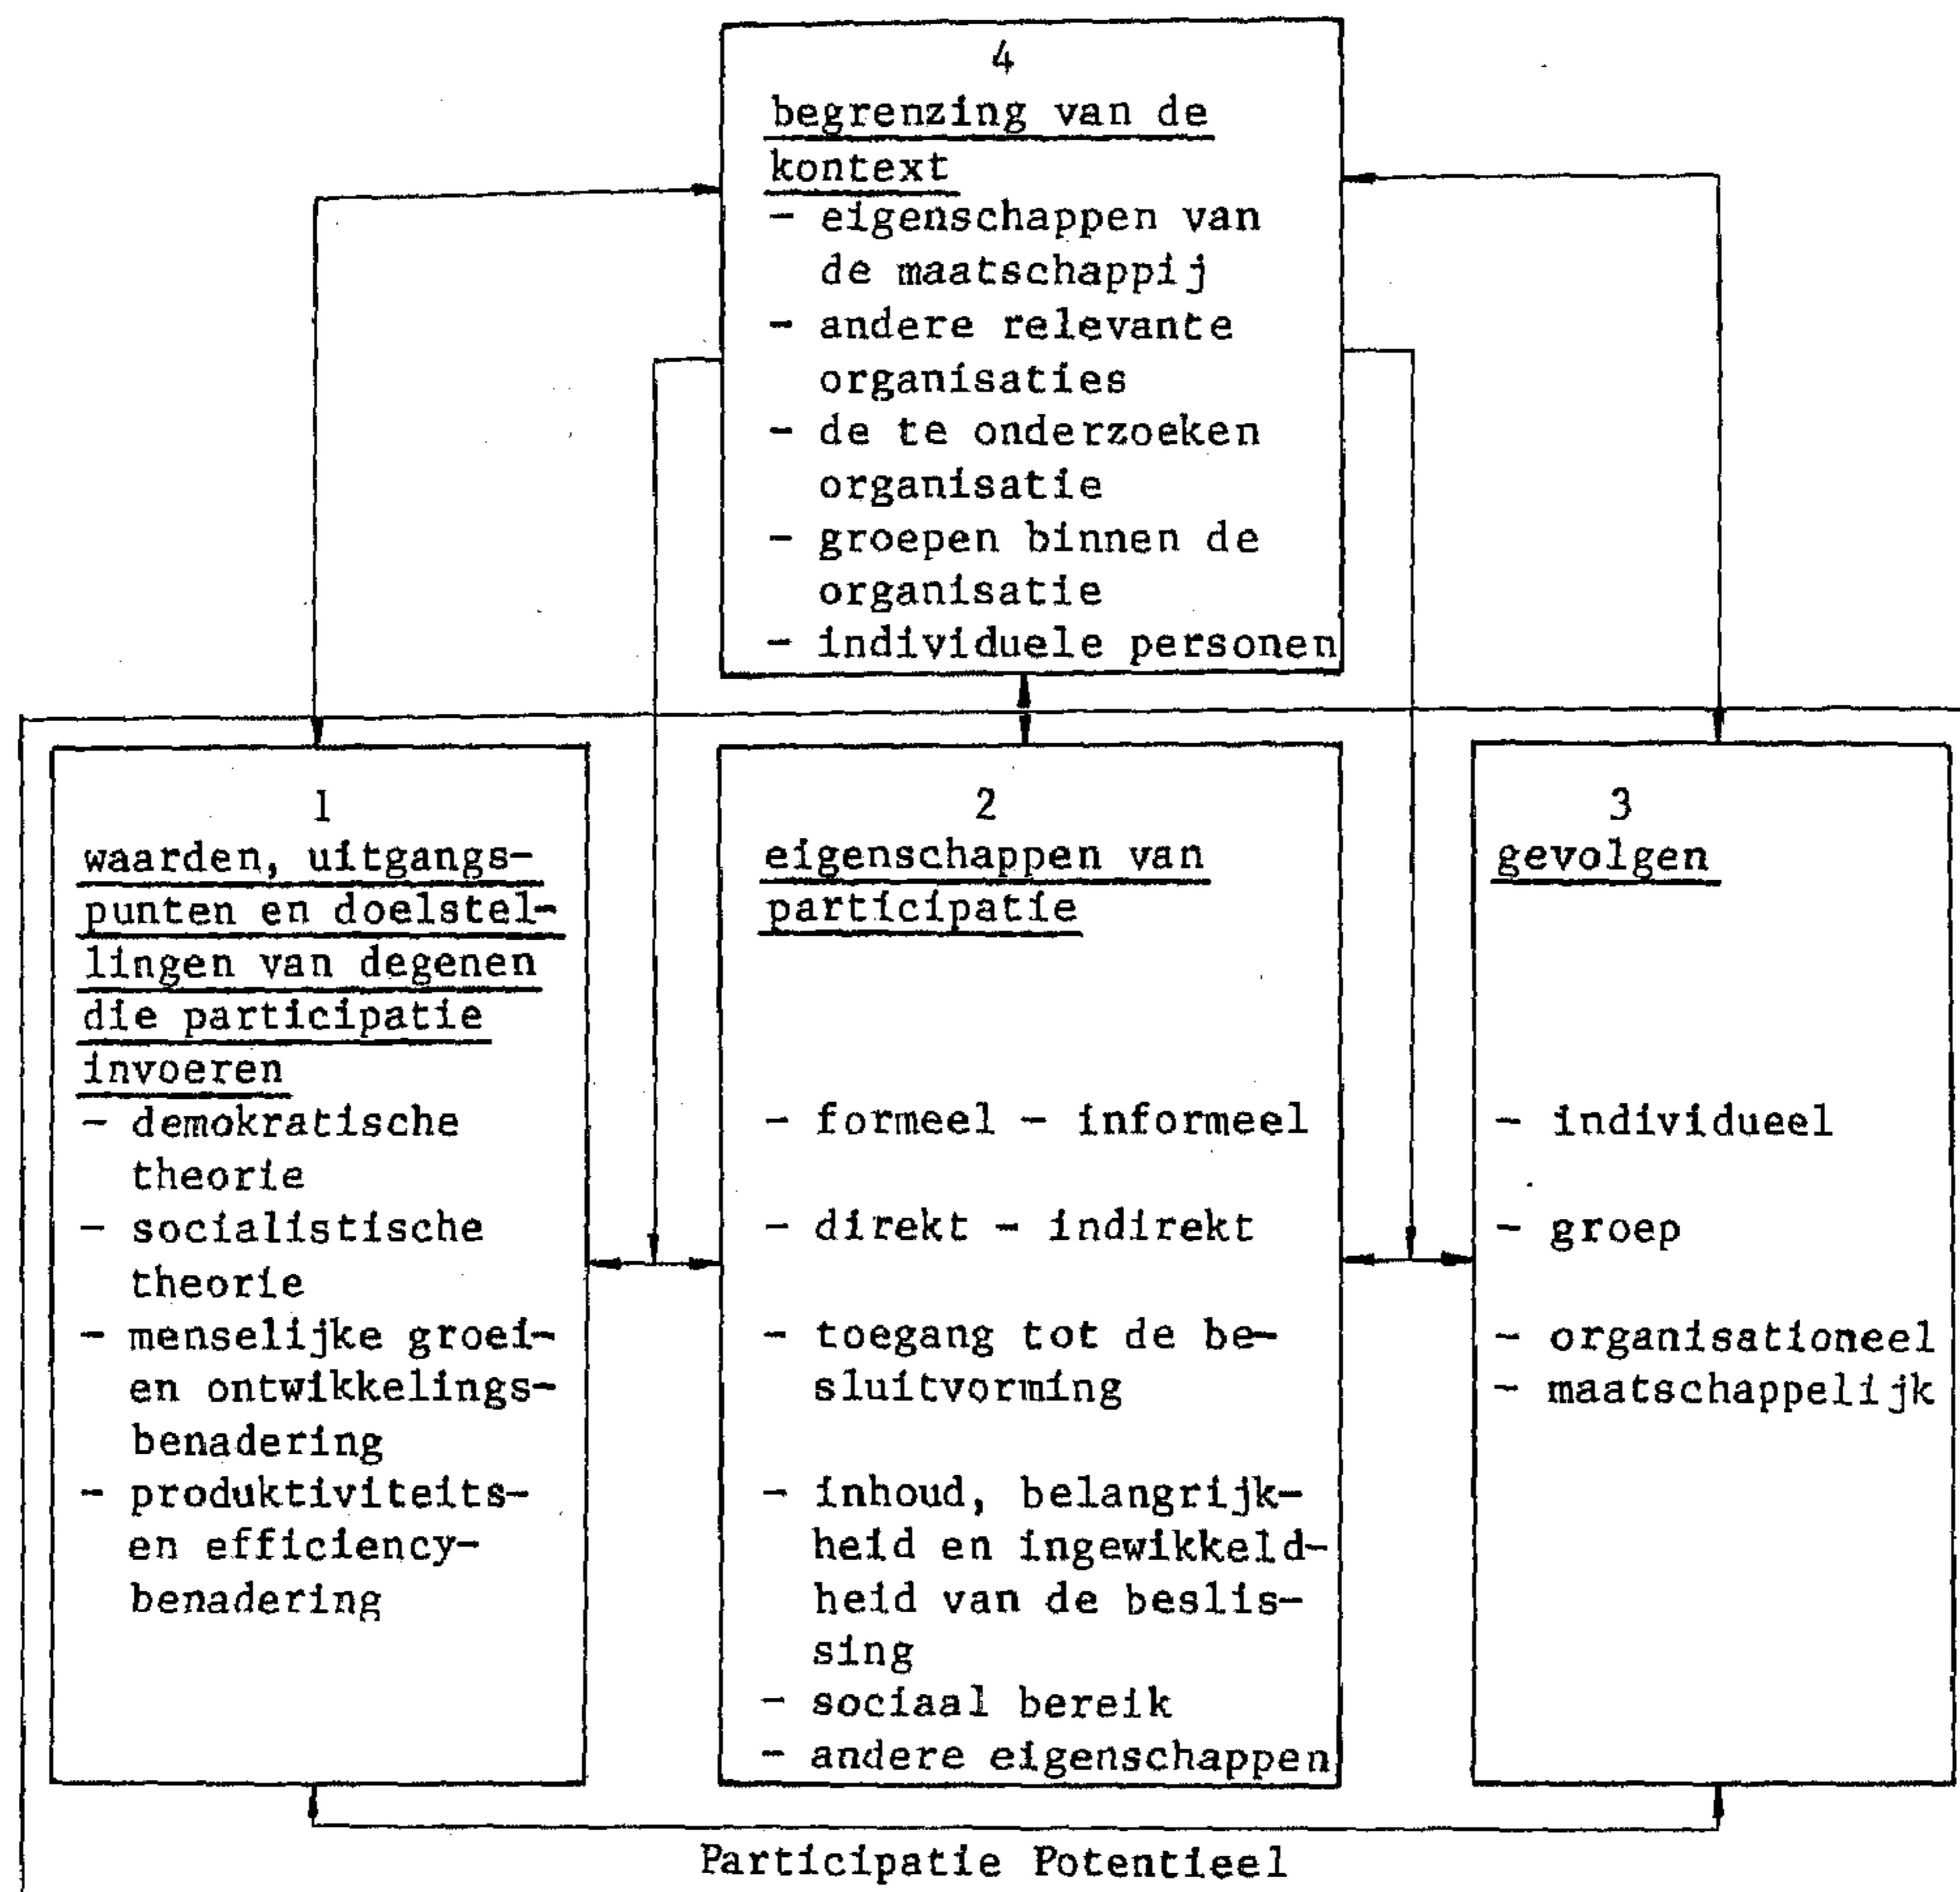 4
begrenzing van de
kontext
- eigenschappen van
de maatschappij
- andere relevante
organisaties
- de te onderzoeken
organisatie
- groepen binnen de
organisatie
- individuele personen
1
waarden, uitgangs-
punten en doelstel-
lingen van degenen
die participatie
invoeren
- demokratische
theorie
- socialistische
theorie
- menselijke groei-
en ontwikkelings-
benadering
- produktiviteits-
en efficiency-
benadering
2
eigenschappen van
participatie
- formeel - informeel
- direkt - indirekt
- toegang tot de be-
sluitvorming
- inhoud, belangrijk-
heid en ingewikkeld-
heid van de beslis-
sing
- sociaal bereik
- andere eigenschappen
3
gevolgen
- individueel
- groep
- organisationeel
- maatschappelijk
Participatie Potentieel